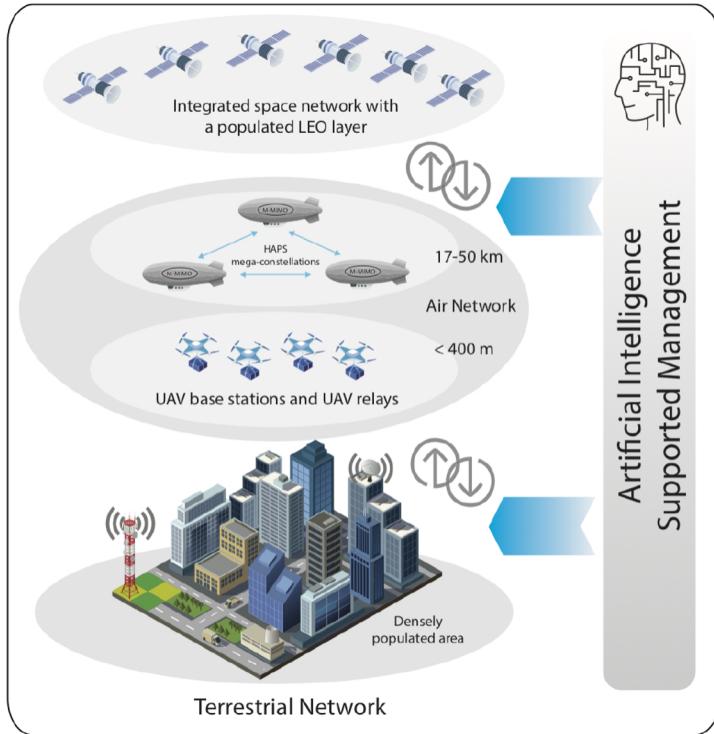 Integrated space network with
a populated LEO layer
M-MIMO
HAPS
mega-constellations
M-MIMO
M-MIMO
17-50 km
Air Network
< 400 m
UAV base stations and UAV relays
Densely
populated area
Terrestrial Network
Artificial Intelligence
Supported Management